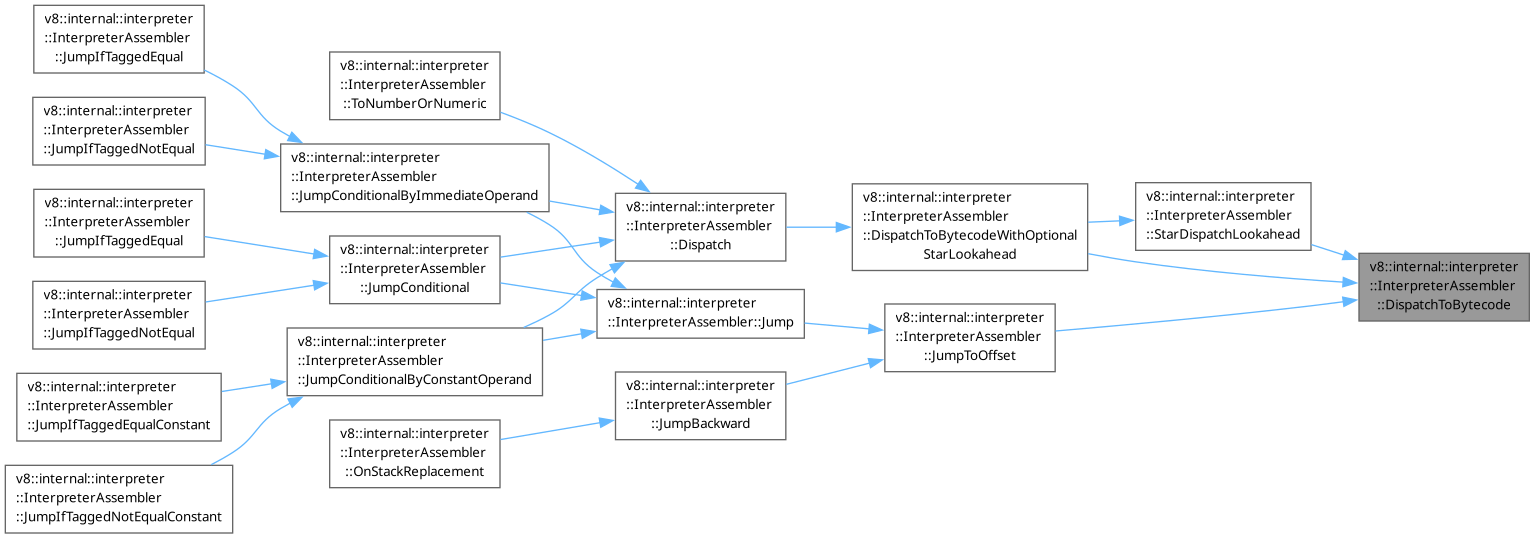 v8::internal::interpreter
::InterpreterAssembler
::JumpIfTaggedEqual
v8::internal::interpreter
::InterpreterAssembler
::JumpIfTaggedNotEqual
v8::internal::interpreter
::InterpreterAssembler
::JumpIfTaggedEqual
v8::internal::interpreter
::InterpreterAssembler
::JumpIfTaggedNotEqual
v8::internal::interpreter
::InterpreterAssembler
::JumpIfTaggedEqualConstant
v8::internal::interpreter
::InterpreterAssembler
::JumpIfTaggedNotEqualConstant
v8::internal::interpreter
::InterpreterAssembler
::ToNumberOrNumeric
v8::internal::interpreter
::InterpreterAssembler
::JumpConditionalByImmediateOperand
v8::internal::interpreter
::InterpreterAssembler
::JumpConditional
v8::internal::interpreter
::InterpreterAssembler
::JumpConditionalByConstantOperand
v8::internal::interpreter
::InterpreterAssembler
::OnStackReplacement
v8::internal::interpreter
::InterpreterAssembler
::Dispatch
v8::internal::interpreter
::InterpreterAssembler::Jump
v8::internal::interpreter
::InterpreterAssembler
::JumpBackward
v8::internal::interpreter
::InterpreterAssembler
::DispatchToBytecodeWithOptional
StarLookahead
v8::internal::interpreter
::InterpreterAssembler
::JumpToOffset
v8::internal::interpreter
::InterpreterAssembler
::StarDispatchLookahead
v8::internal::interpreter
::InterpreterAssembler
::DispatchToBytecode